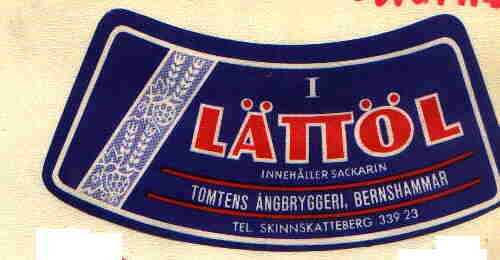 I
LÄTTÖL
INNEHÅLLER SACKARIN
TOMTENS ÅNGBRYGGERI, BERNSHAMMAR
TEL. SKINNSKATTEBERG 339 23